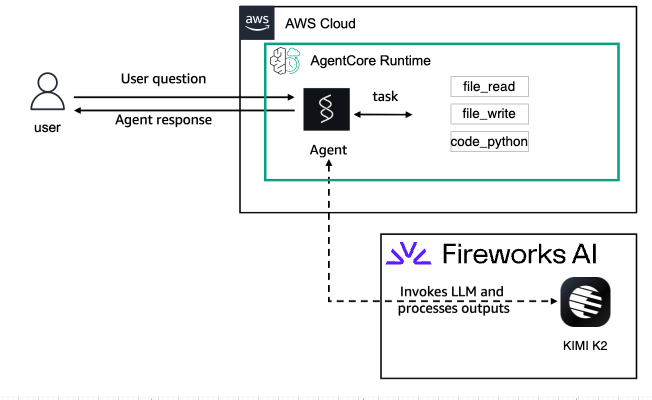 aws
AWS Cloud
AgentCore Runtime
User question
Agent response
user
task
file_read
file_write
code_python
Agent
Fireworks AI
Invokes LLM and
processes outputs
KIMI K2